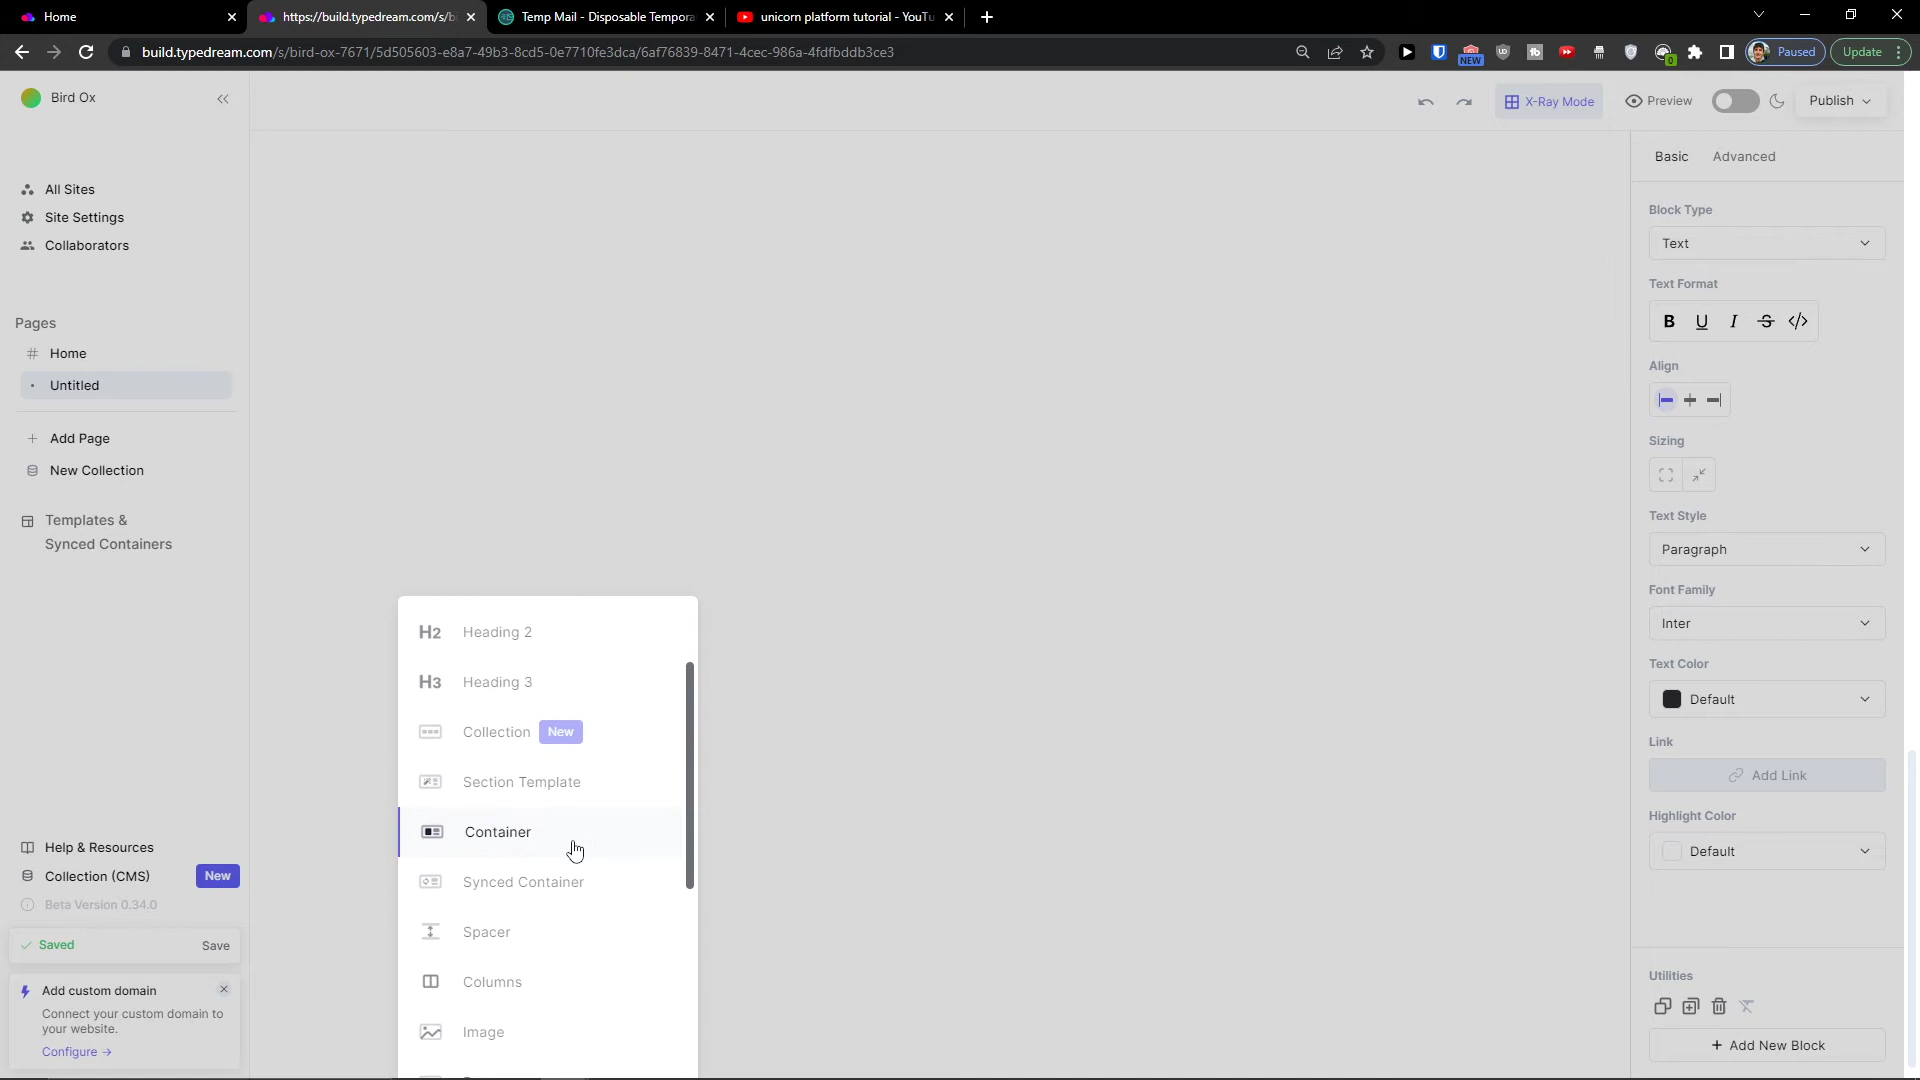 Home
https://build.typedream.com/s/bi
Temp Mail - Disposable Tempora
unicorn platform tutorial - YouTu
build.typedream.com/s/bird-ox-7671/5d505603-e8a7-49b3-8cd5-0e7710fe3dca/6af76839-8471-4cec-986a-4fdfbddb3ce3
NEW
0
Paused
Update
Bird Ox
X-Ray Mode
Preview
Publish
All Sites
Site Settings
Collaborators
Pages
# Home
Untitled
+ Add Page
New Collection
Templates &
Synced Containers
Help & Resources
Collection (CMS)
New
Beta Version 0.34.0
Saved
Save
Add custom domain
Connect your custom domain to
your website.
Configure →
H2 Heading 2
H3 Heading 3
Collection New
Section Template
Container
Synced Container
Spacer
Columns
Image
Basic
Advanced
Block Type
Text
Text Format
B U I S </>
Align
Sizing
Text Style
Paragraph
Font Family
Inter
Text Color
Default
Link
Add Link
Highlight Color
Default
Utilities
+ Add New Block